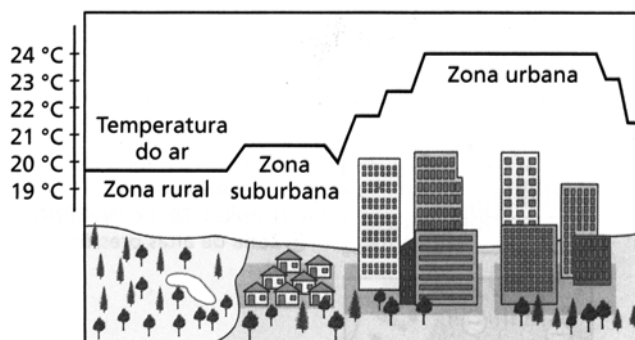 24 °C
23 °C
22 °C
21 °C
20 °C
19 °C
Temperatura
do ar
Zona rural
Zona
suburbana
Zona urbana